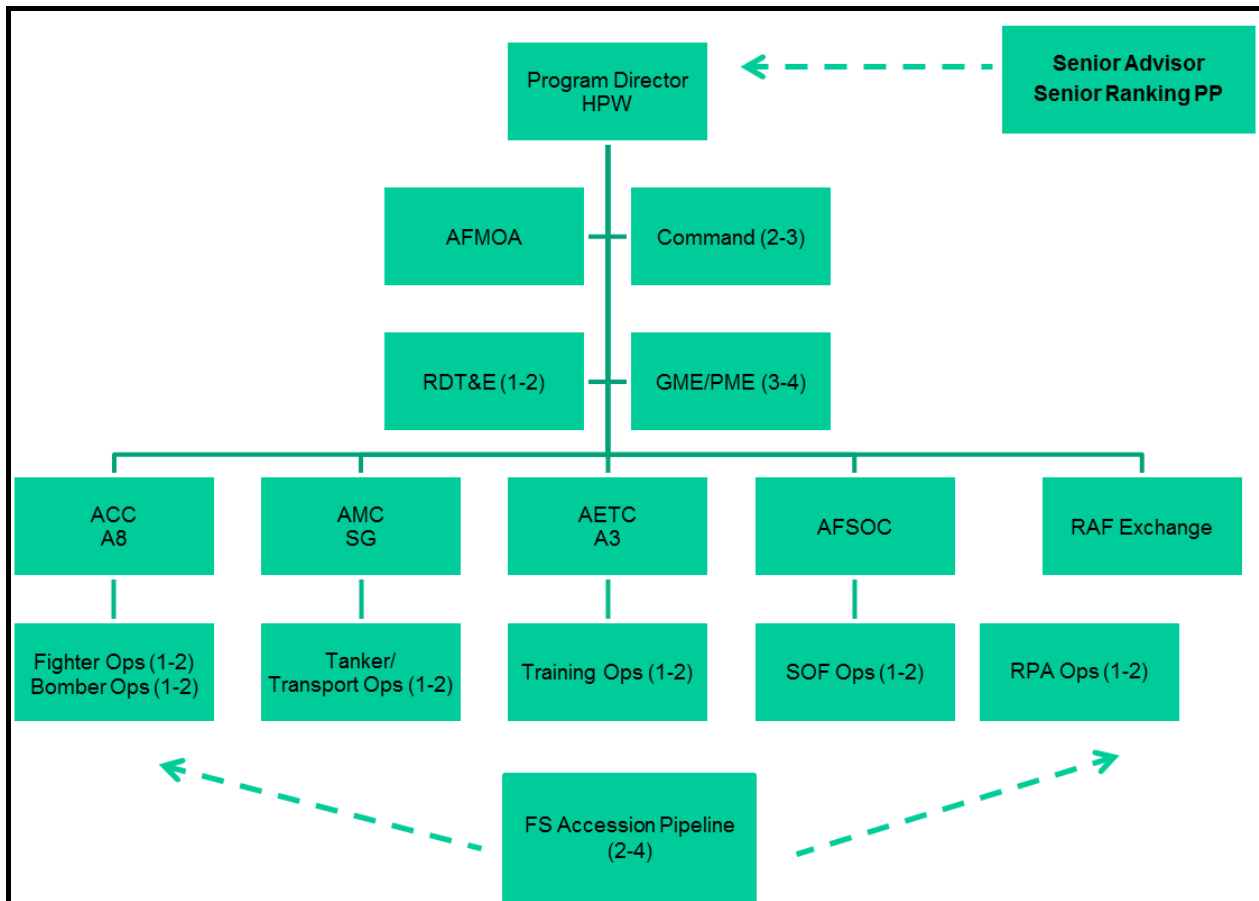 Program Director
HPW
Senior Advisor
Senior Ranking PP
AFMOA
Command (2-3)
RDT&E (1-2)
GME/PME (3-4)
ACC
A8
AMC
SG
AETC
A3
AFSOC
RAF Exchange
Fighter Ops (1-2)
Bomber Ops (1-2)
Tanker/
Transport Ops (1-2)
Training Ops (1-2)
SOF Ops (1-2)
RPA Ops (1-2)
FS Accession Pipeline
(2-4)